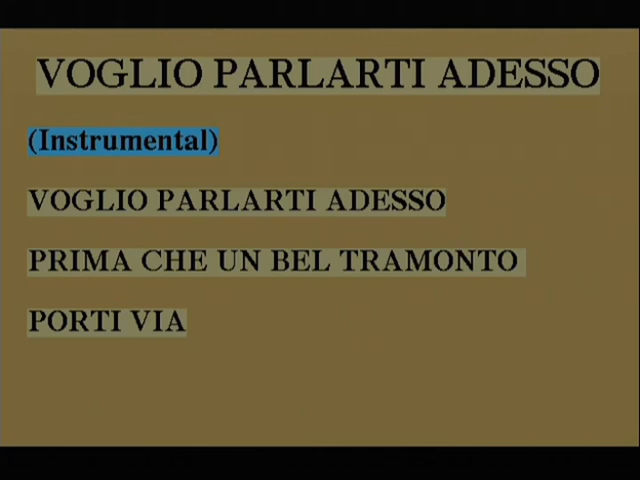 VOGLIO PARLARTI ADESSO
(Instrumental)
VOGLIO PARLARTI ADESSO
PRIMA CHE UN BEL TRAMONTO
PORTI VIA